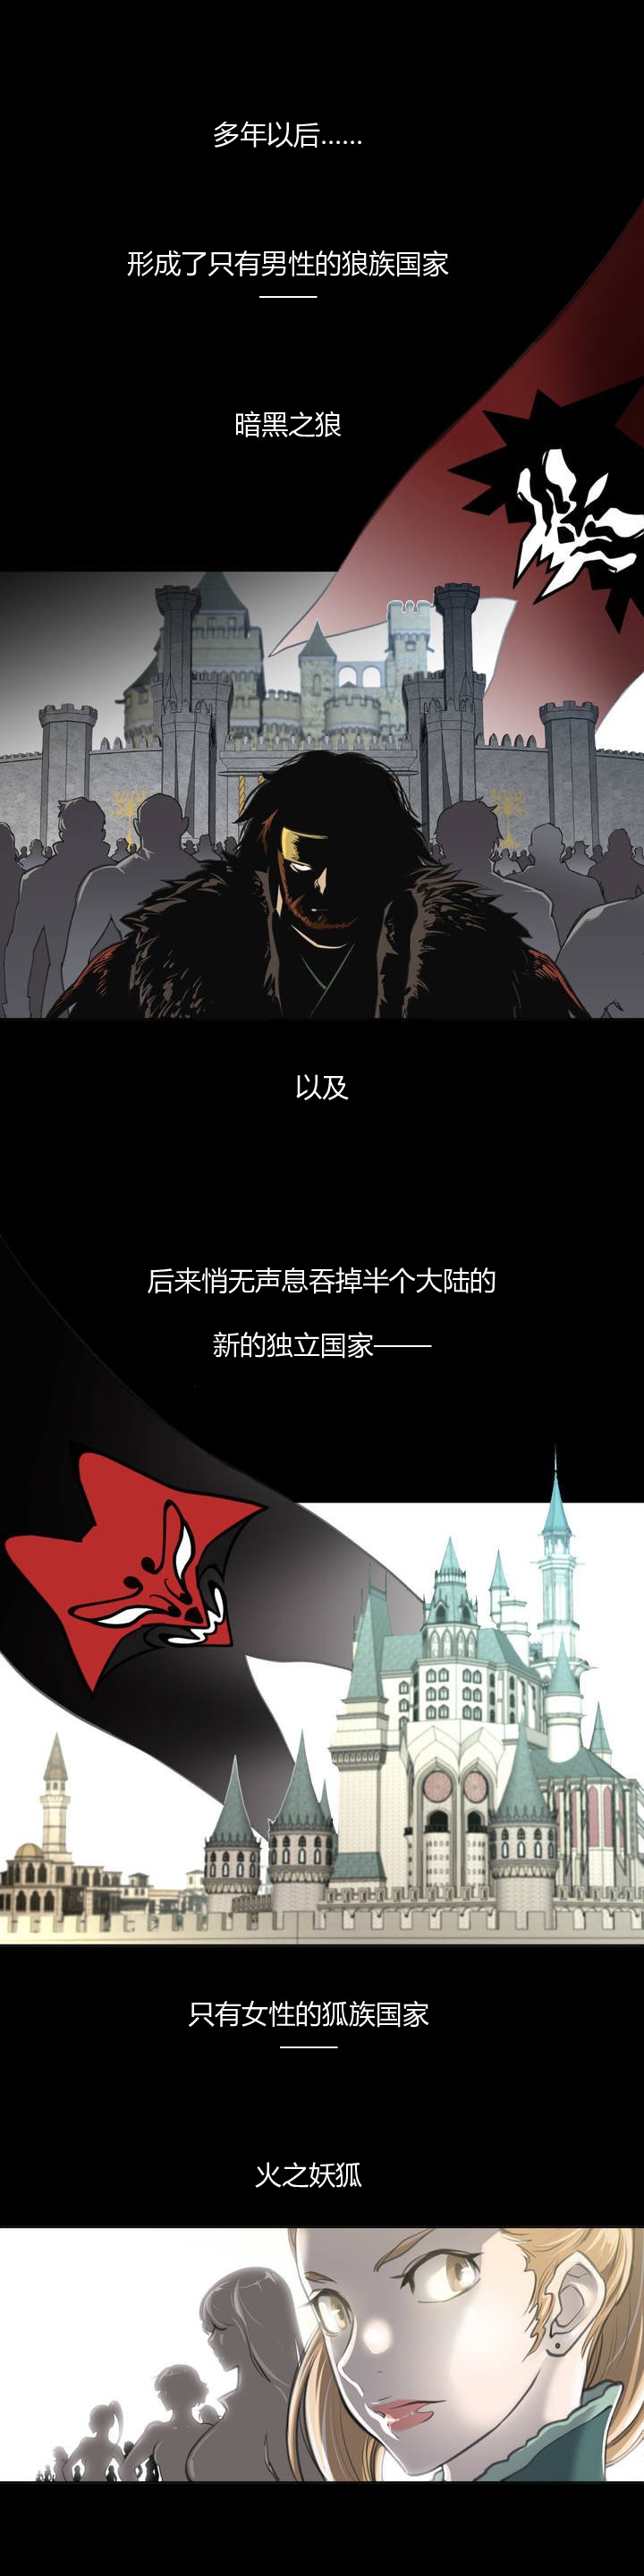 多年以后……
形成了只有男性的狼族国家
——
暗黑之狼
以及
后来悄无声息吞掉半个大陆的
新的独立国家——
只有女性的狐族国家
——
火之妖狐